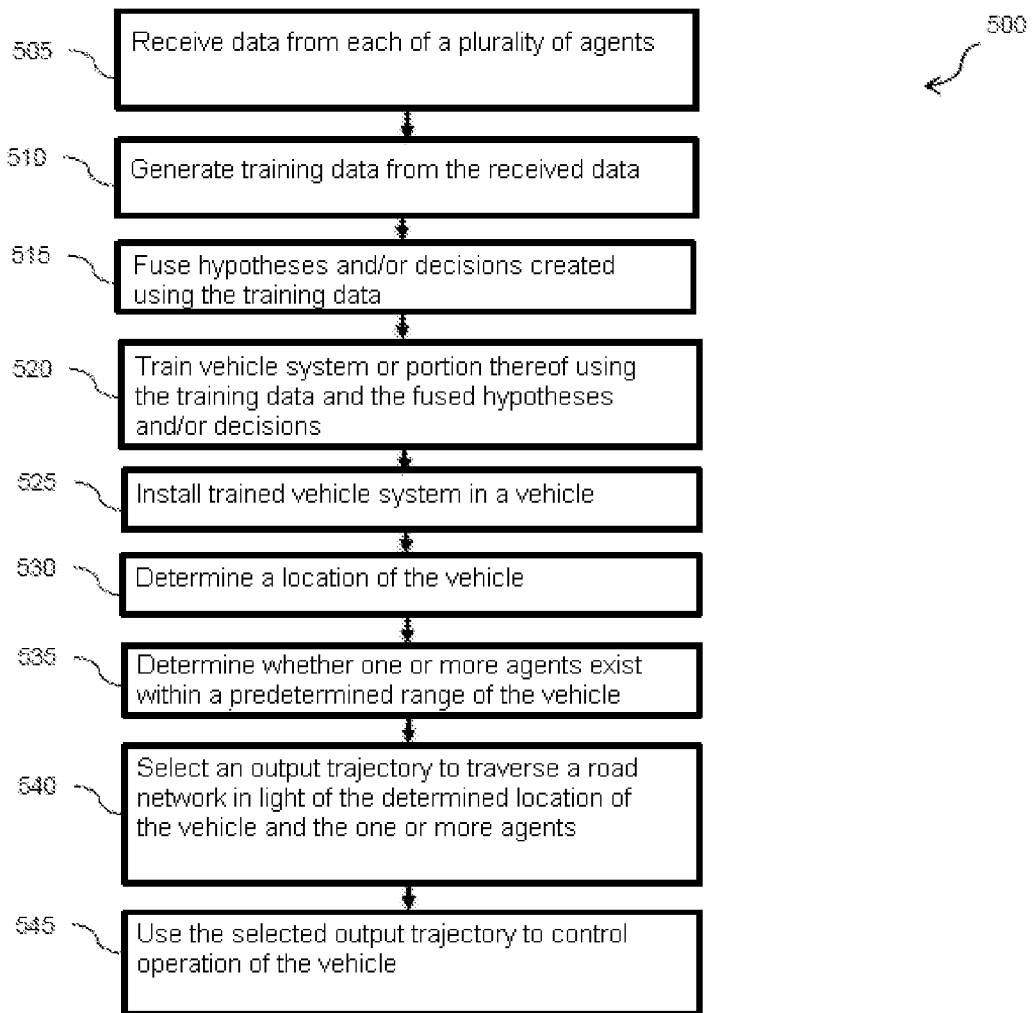 500
505
Receive data from each of a plurality of agents
510
Generate training data from the received data
515
Fuse hypotheses and/or decisions created
using the training data
520
Train vehicle system or portion thereof using
the training data and the fused hypotheses
and/or decisions
525
Install trained vehicle system in a vehicle
530
Determine a location of the vehicle
535
Determine whether one or more agents exist
within a predetermined range of the vehicle
540
Select an output trajectory to traverse a road
network in light of the determined location of
the vehicle and the one or more agents
545
Use the selected output trajectory to control
operation of the vehicle